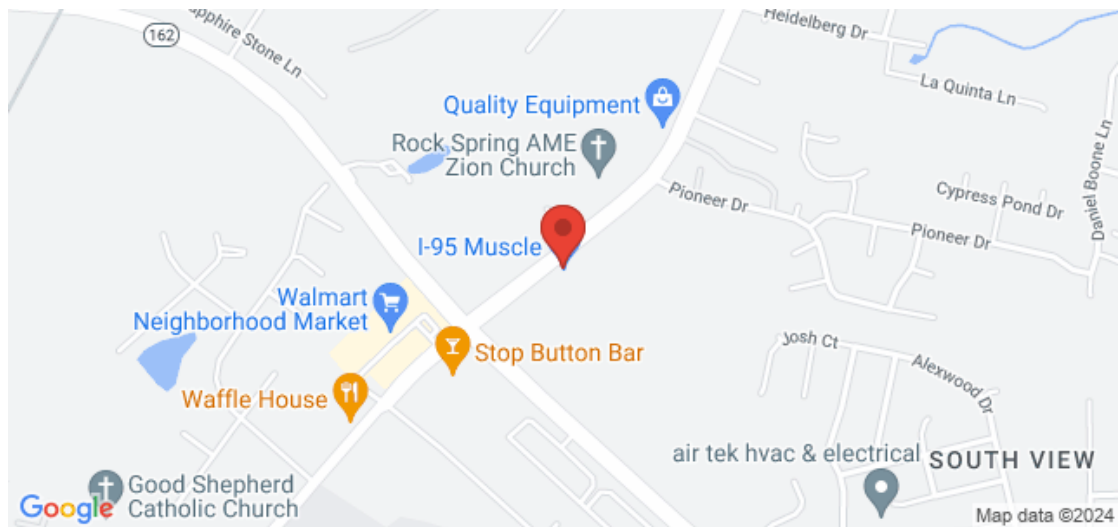 162
apphire Stone Ln
Heidelberg Dr
La Quinta Ln
Quality Equipment
Rock Spring AME
Zion Church
Pioneer Dr
Cypress Pond Dr
Daniel Boone Ln
Pioneer Dr
I-95 Muscle
Walmart
Neighborhood Market
Stop Button Bar
Josh Ct
Alexwood Dr
Waffle House
air tek hvac & electrical
SOUTH VIEW
Good Shepherd
Catholic Church
Google
Map data ©2024